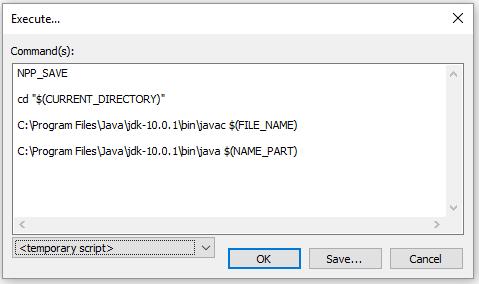 Execute...
Command(s):
NPP_SAVE
cd "$(CURRENT_DIRECTORY)"
C:\Program Files\Java\jdk-10.0.1\bin\javac $(FILE_NAME)
C:\Program Files\Java\jdk-10.0.1\bin\java $(NAME_PART)
<temporary script>
OK
Save...
Cancel